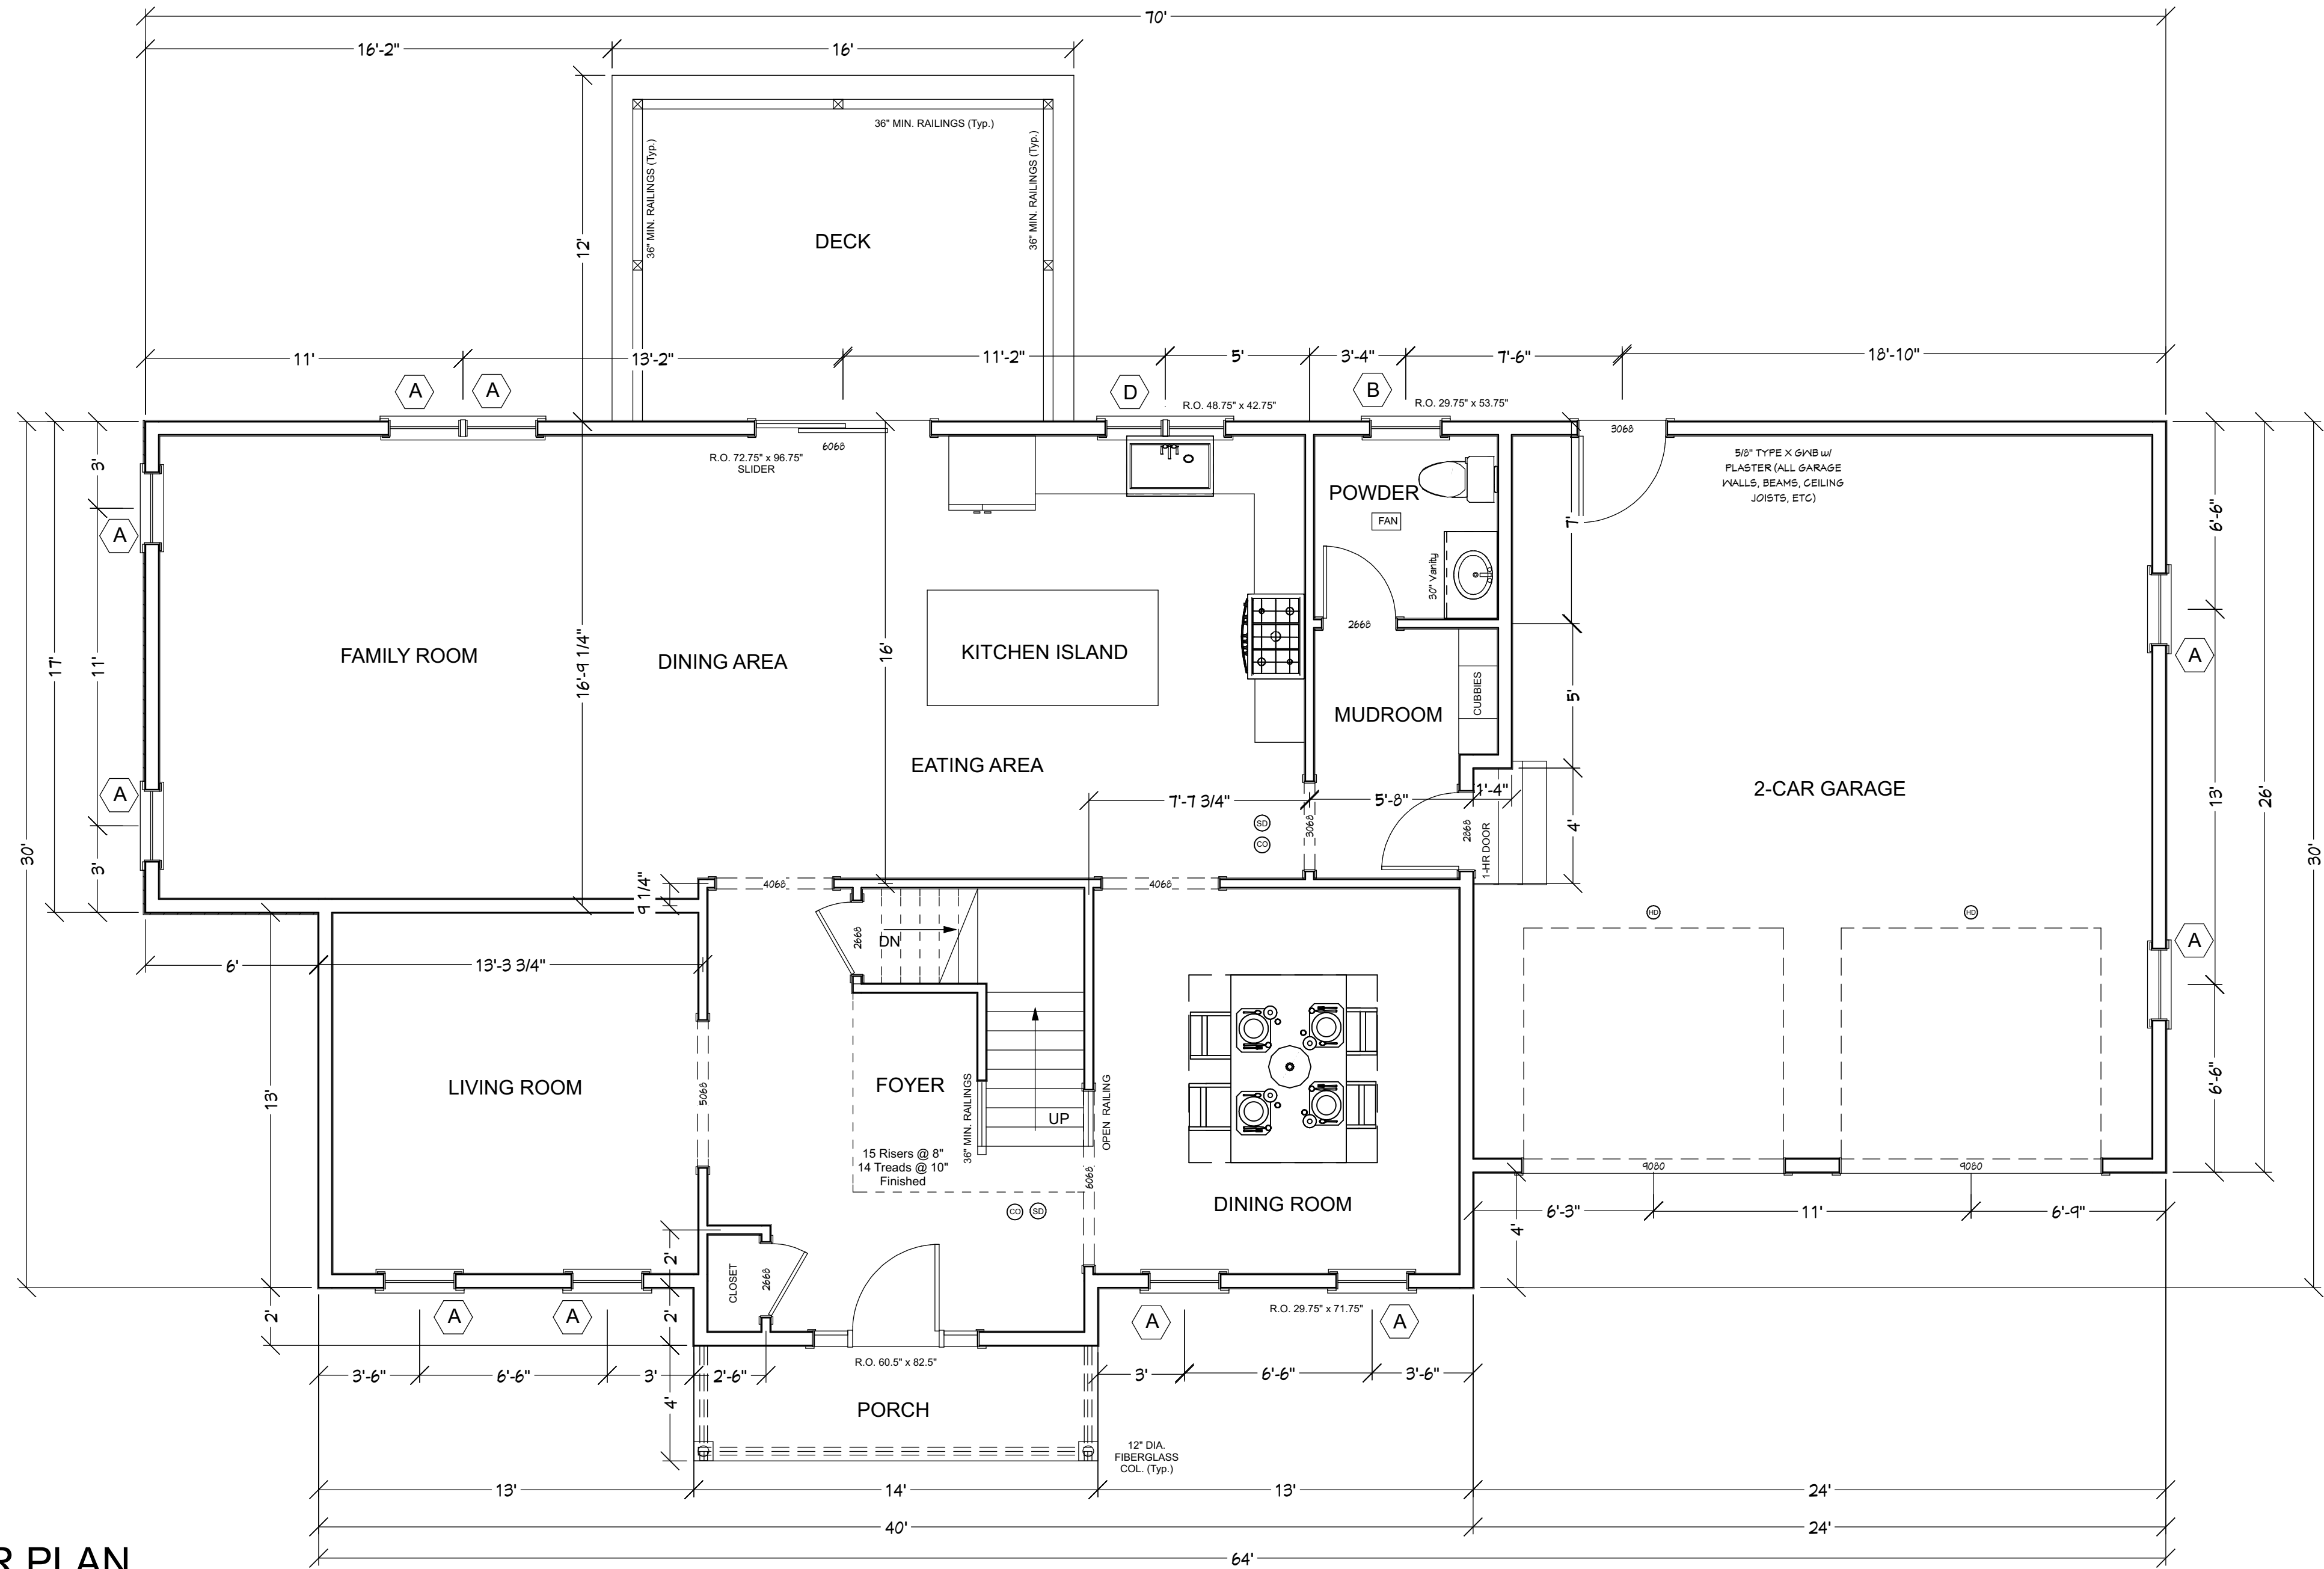 70'
16'-2"
16'
36" MIN. RAILINGS (Typ.)
36" MIN. RAILINGS (Typ.)
36" MIN. RAILINGS (Typ.)
12'
DECK
11'
13'-2"
11'-2"
5'
3'-4"
7'-6"
18'-10"
A
A
D
R.O. 48.75" x 42.75"
B
R.O. 29.75" x 53.75"
R.O. 72.75" x 96.75"
SLIDER
6068
3068
5/8" TYPE X GWB w/
PLASTER (ALL GARAGE
WALLS, BEAMS, CEILING
JOISTS, ETC)
3'
A
POWDER
FAN
30" Vanity
2668
7'
6'-6"
30'
17'
11'
FAMILY ROOM
16'-9 1/4"
DINING AREA
16'
KITCHEN ISLAND
MUDROOM
CUBBIES
5'
A
EATING AREA
A
3'
7'-7 3/4"
5'-8"
1'-4"
2-CAR GARAGE
13'
26'
30'
SD
CO
3068
2868
1-HR DOOR
4'
9 1/4"
4068
4068
HD
HD
A
6'
13'-3 3/4"
2668
DN
13'
LIVING ROOM
5068
FOYER
36" MIN. RAILINGS
UP
OPEN RAILING
6'-6"
15 Risers @ 8"
14 Treads @ 10"
Finished
6068
9080
9080
CO
SD
DINING ROOM
4'
6'-3"
11'
6'-9"
2'
CLOSET
2668
2'
2'
A
A
R.O. 29.75" x 71.75"
A
A
R.O. 60.5" x 82.5"
3'-6"
6'-6"
3'
2'-6"
3'
6'-6"
3'-6"
4'
PORCH
12" DIA.
FIBERGLASS
COL. (Typ.)
13'
14'
13'
24'
40'
24'
64'
R PLAN